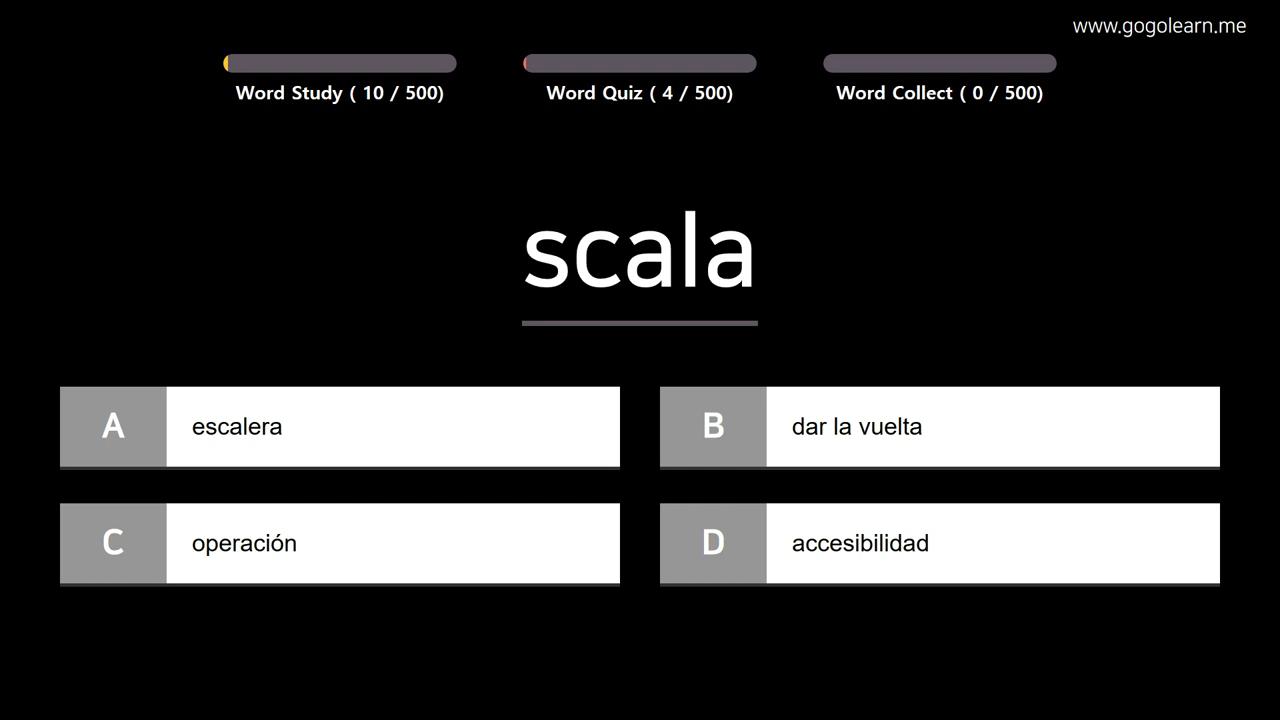 www.gogolearn.me
Word Study ( 10 / 500)
Word Quiz ( 4 / 500)
Word Collect ( 0 / 500)
scala
A escalera
B dar la vuelta
C operación
D accesibilidad